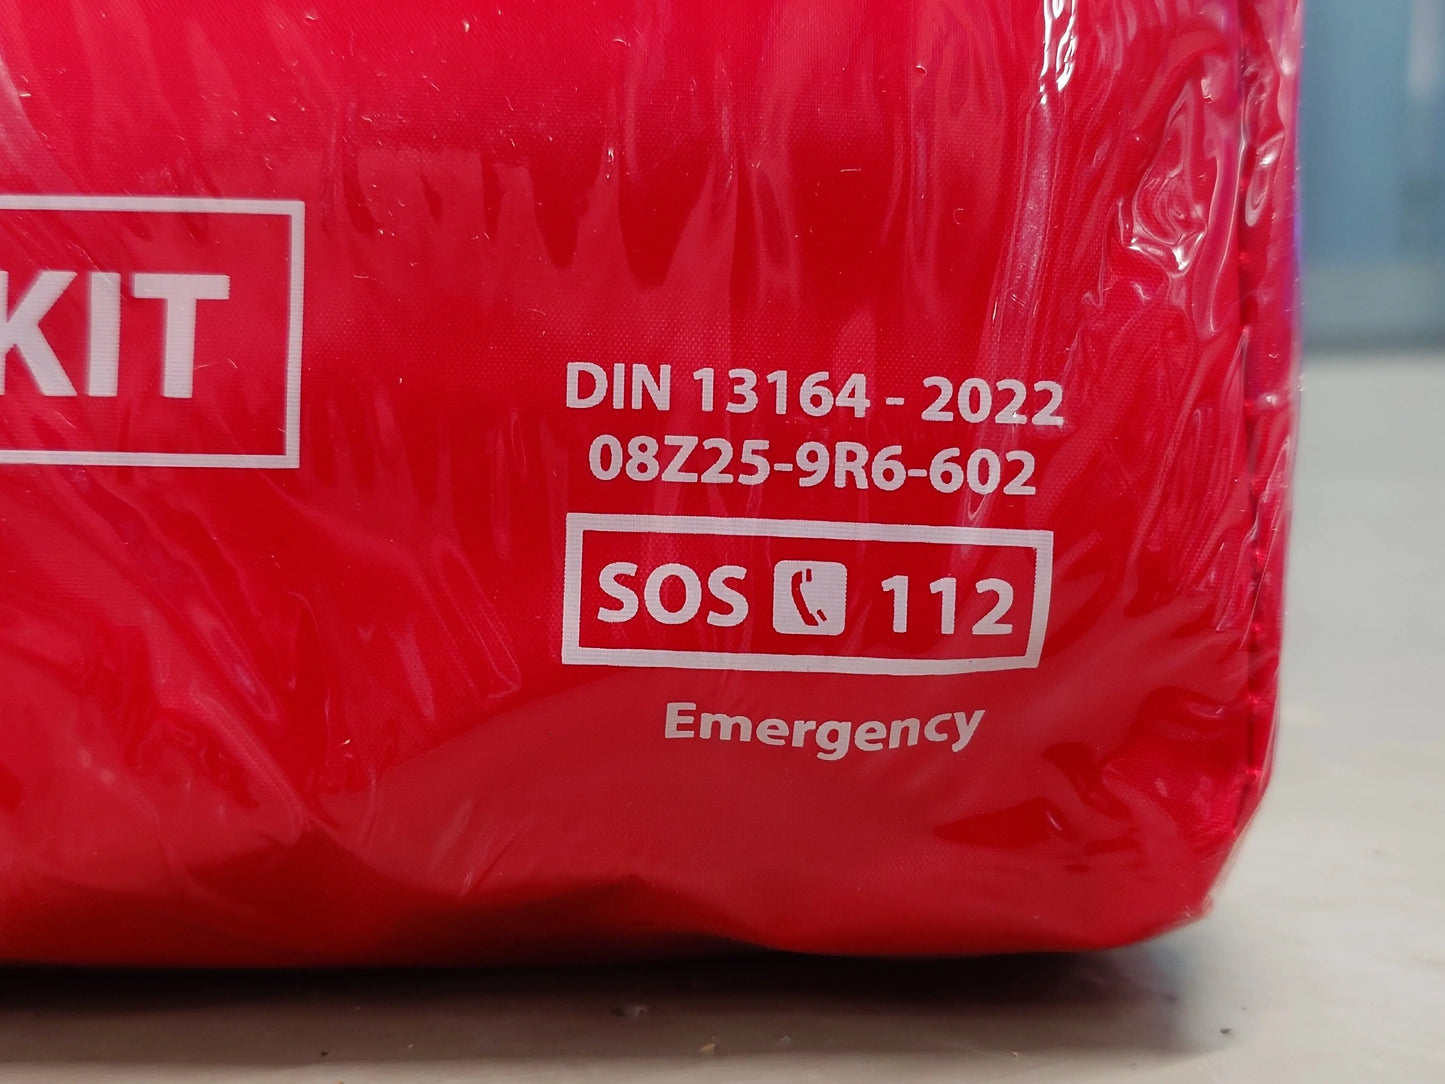 KIT
DIN 13164 - 2022
08Z25-9R6-602
SOS 112
Emergency